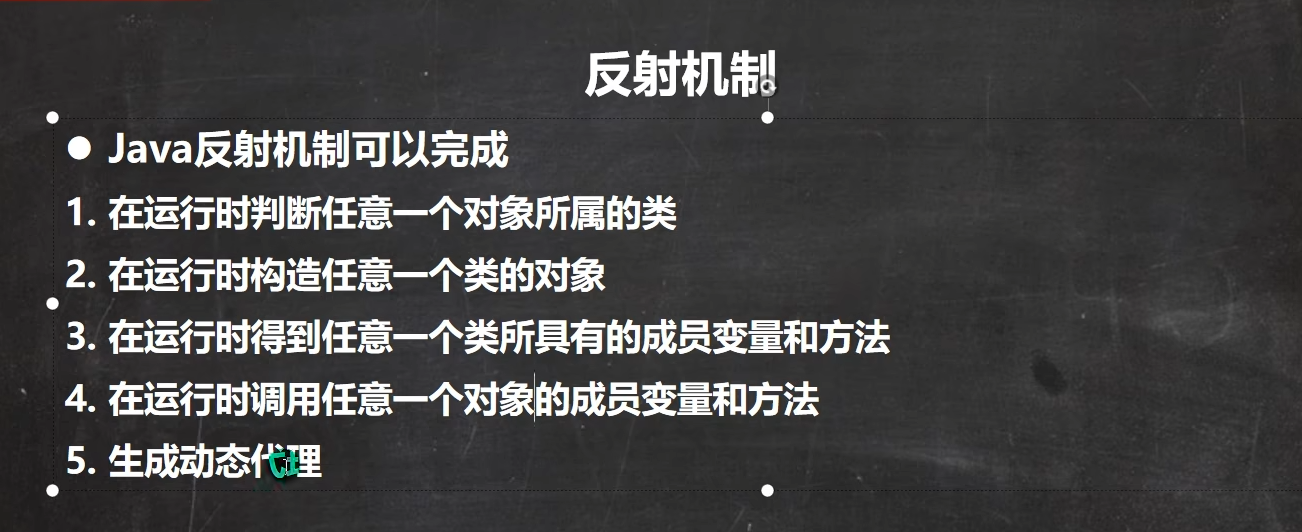 反射机制
● Java反射机制可以完成
1. 在运行时判断任意一个对象所属的类
2. 在运行时构造任意一个类的对象
3. 在运行时得到任意一个类所具有的成员变量和方法
4. 在运行时调用任意一个对象的成员变量和方法
5. 生成动态代理